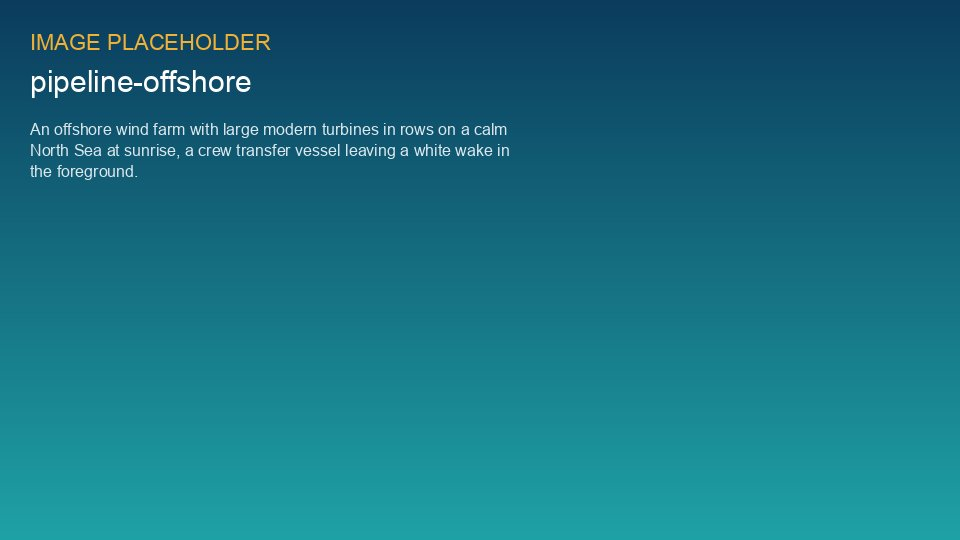 IMAGE PLACEHOLDER
pipeline-offshore
An offshore wind farm with large modern turbines in rows on a calm
North Sea at sunrise, a crew transfer vessel leaving a white wake in
the foreground.